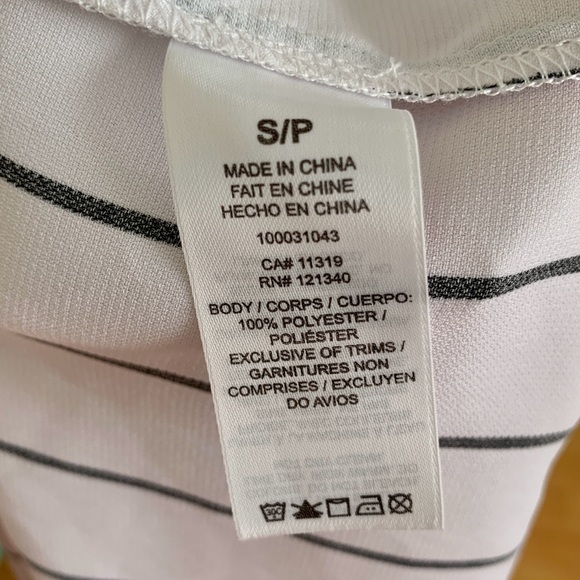 S/P
MADE IN CHINA
FAIT EN CHINE
HECHO EN CHINA
100031043
CA# 11319
RN# 121340
BODY / CORPS / CUERPO:
100% POLYESTER /
POLIÉSTER
EXCLUSIVE OF TRIMS /
GARNITURES NON
COMPRISES / EXCLUYEN
DO AVIOS